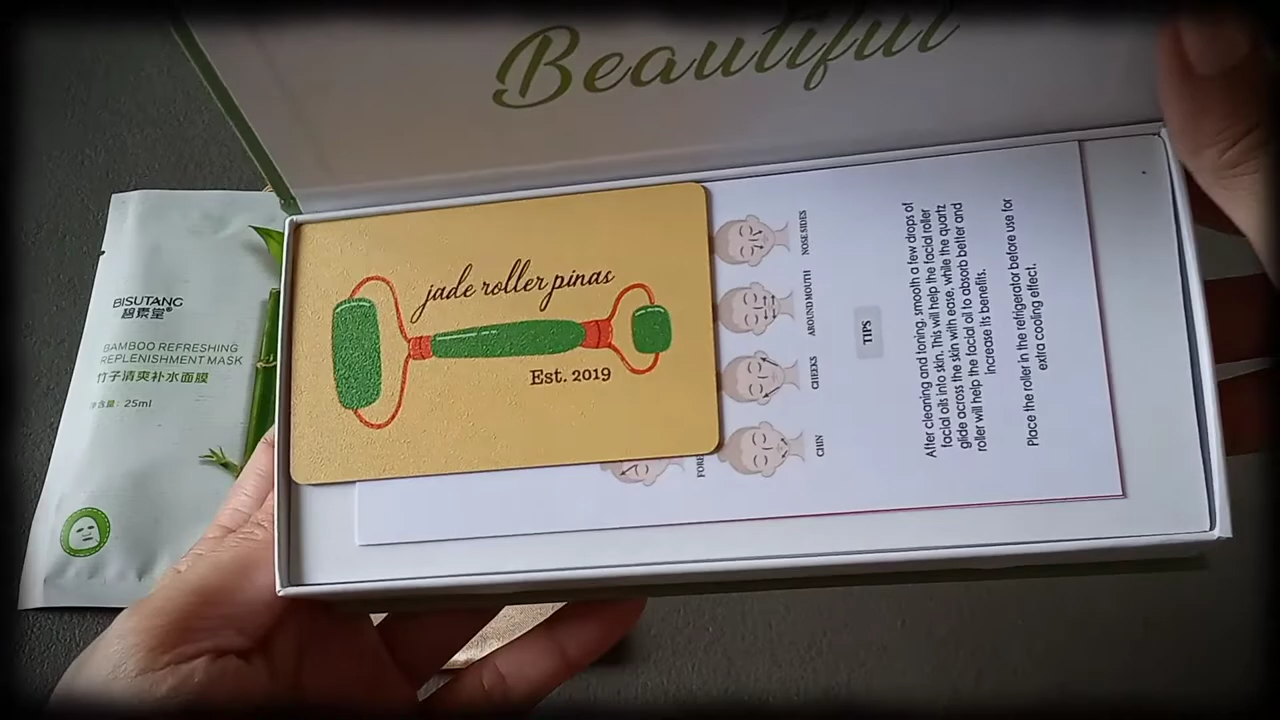 Beautiful
BISUTANG
碧素堂®
BAMBOO REFRESHING
REPLENISHMENT MASK
竹子清爽补水面膜
净含量: 25ml
jade roller pinas
Est. 2019
NOSE SIDES
AROUND MOUTH
CHEEKS
CHIN
FORE
TIPS
After cleaning and toning, smooth a few drops of
facial oils into skin. This will help the facial roller
glide across the skin with ease, while the quartz
roller will help the facial oil to absorb better and
increase its benefits.
Place the roller in the refrigerator before use for
extra cooling effect.